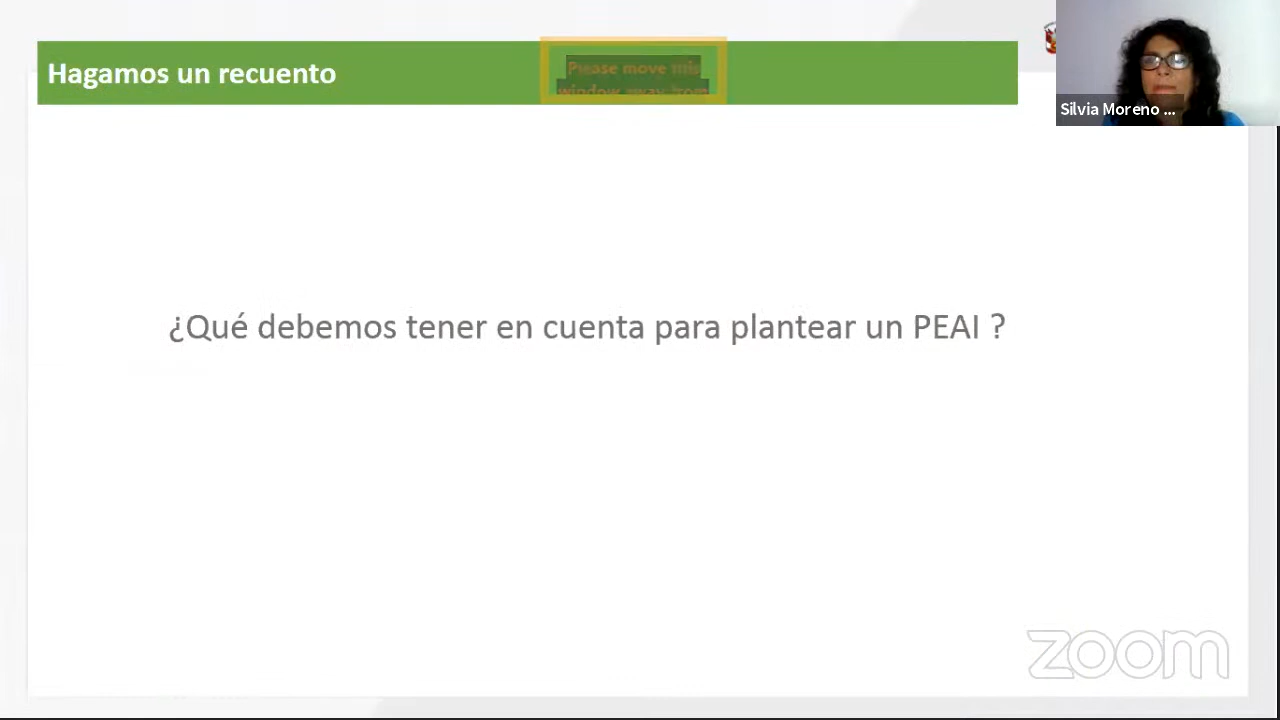 Hagamos un recuento
Please move this
window away from
Silvia Moreno ...
¿Qué debemos tener en cuenta para plantear un PEAI ?
zoom